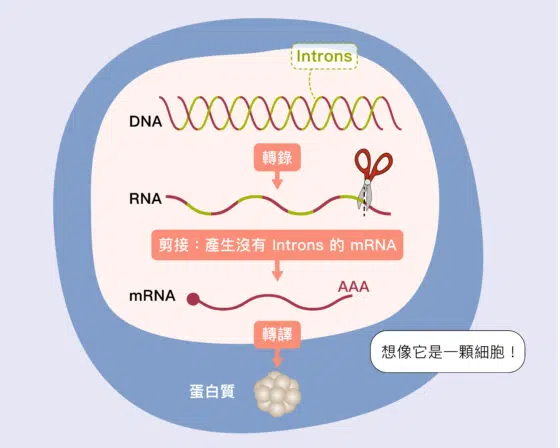 Introns
DNA
轉錄
RNA
剪接：產生沒有 Introns 的 mRNA
AAA
mRNA
轉譯
想像它是一顆細胞！
蛋白質